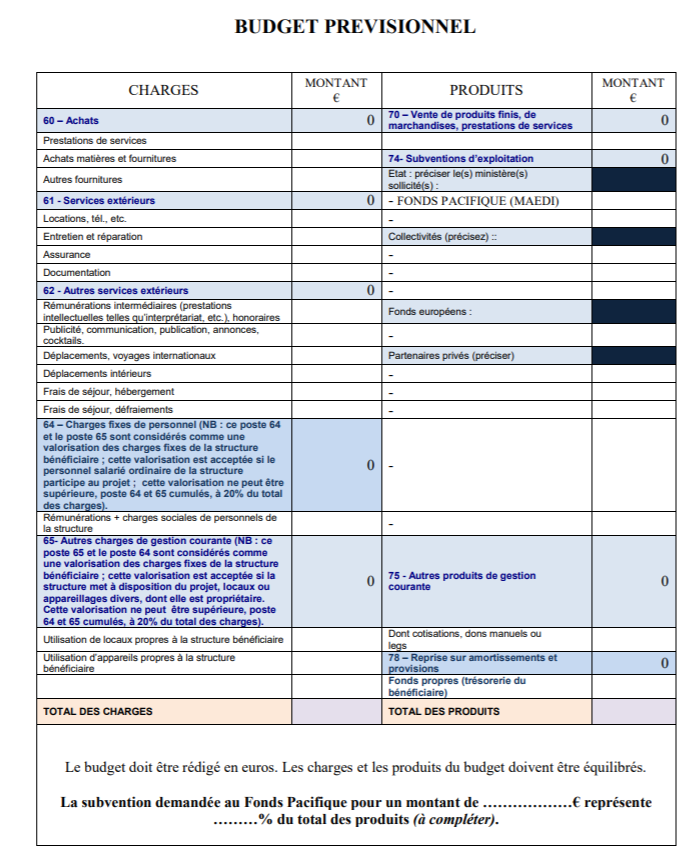 BUDGET PREVISIONNEL
CHARGES
MONTANT
€
PRODUITS
MONTANT
€
60 – Achats
0
70 – Vente de produits finis, de
marchandises, prestations de services
0
Prestations de services
Achats matières et fournitures
74- Subventions d'exploitation
0
Autres fournitures
Etat : préciser le(s) ministère(s)
sollicité(s) :
61 - Services extérieurs
0
- FONDS PACIFIQUE (MAEDI)
Locations, tél., etc.
-
Entretien et réparation
Collectivités (précisez) ::
Assurance
-
Documentation
-
62 - Autres services extérieurs
0
-
Rémunérations intermédiaires (prestations
intellectuelles telles qu'interprétariat, etc.), honoraires
Fonds européens :
Publicité, communication, publication, annonces,
cocktails.
-
Déplacements, voyages internationaux
Partenaires privés (préciser)
Déplacements intérieurs
-
Frais de séjour, hébergement
-
Frais de séjour, défraiements
-
64 – Charges fixes de personnel (NB : ce poste 64
et le poste 65 sont considérés comme une
valorisation des charges fixes de la structure
bénéficiaire ; cette valorisation est acceptée si le
personnel salarié ordinaire de la structure
participe au projet ; cette valorisation ne peut être
supérieure, poste 64 et 65 cumulés, à 20% du total
des charges).
0
-
Rémunérations + charges sociales de personnels de
la structure
-
65- Autres charges de gestion courante (NB : ce
poste 65 et le poste 64 sont considérés comme
une valorisation des charges fixes de la structure
bénéficiaire ; cette valorisation est acceptée si la
structure met à disposition du projet, locaux ou
appareillages divers, dont elle est propriétaire.
Cette valorisation ne peut être supérieure, poste
64 et 65 cumulés, à 20% du total des charges).
0
75 - Autres produits de gestion
courante
0
Utilisation de locaux propres à la structure bénéficiaire
Dont cotisations, dons manuels ou
legs
Utilisation d'appareils propres à la structure
bénéficiaire
78 – Reprise sur amortissements et
provisions
0
Fonds propres (trésorerie du
bénéficiaire)
TOTAL DES CHARGES
TOTAL DES PRODUITS
Le budget doit être rédigé en euros. Les charges et les produits du budget doivent être équilibrés.
La subvention demandée au Fonds Pacifique pour un montant de ………………€ représente
………% du total des produits (à compléter).